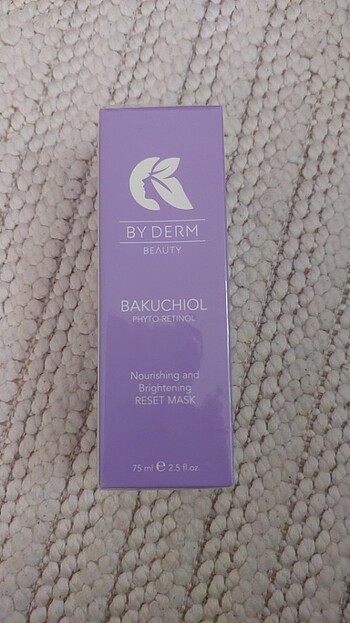 BY DERM
BEAUTY
BAKUCHIOL
PHYTO-RETINOL
Nourishing and
Brightening
RESET MASK
75 ml ℮ 2.5 fl.oz.